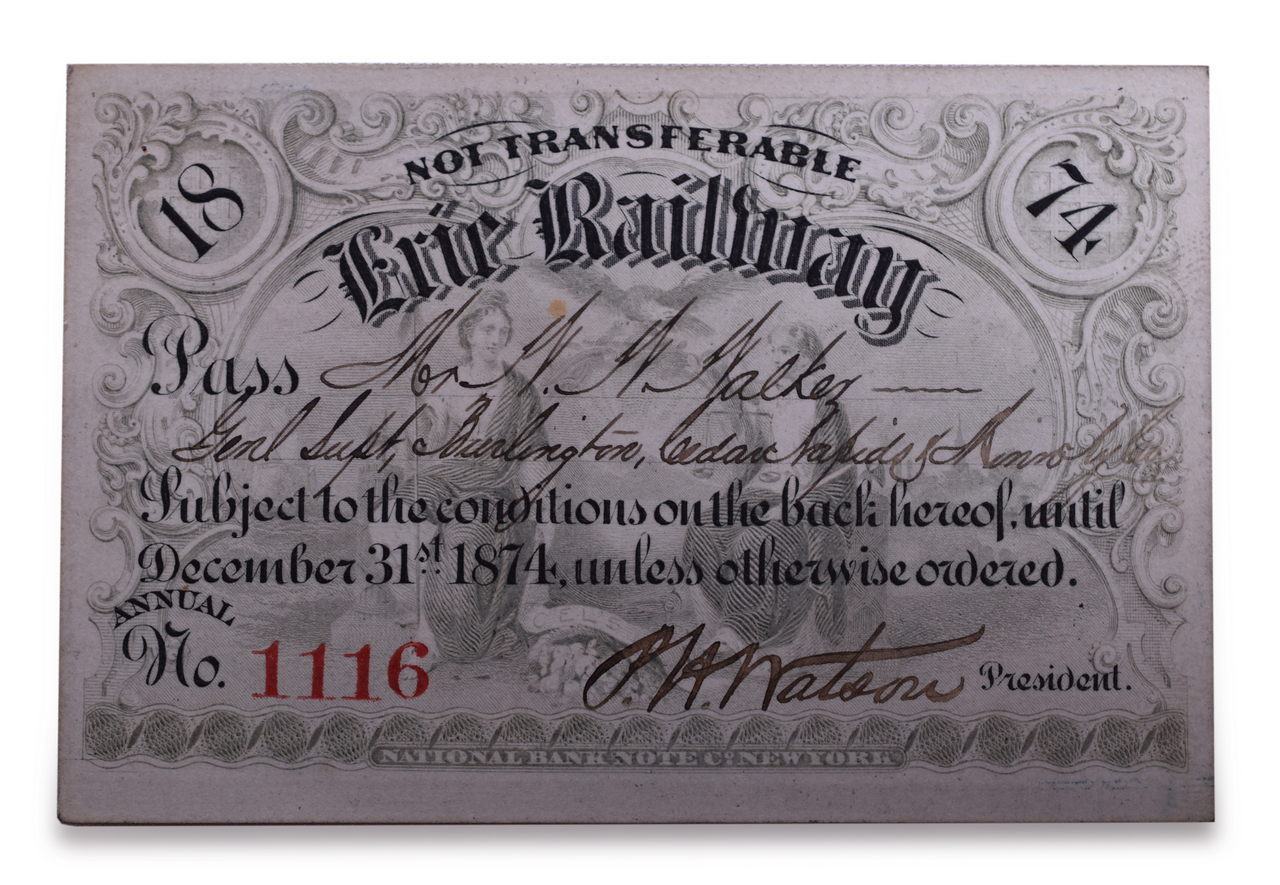 NOT TRANSFERABLE
18
74
Erie Railway
Pass Mr W. W. Walker
Genl Supt, Burlington, Cedar Rapids & Minn
Subject to the conditions on the back hereof, until
December 31st 1874, unless otherwise ordered.
ANNUAL
No. 1116
P. H. Watson President.
NATIONAL BANK NOTE Co. NEW YORK